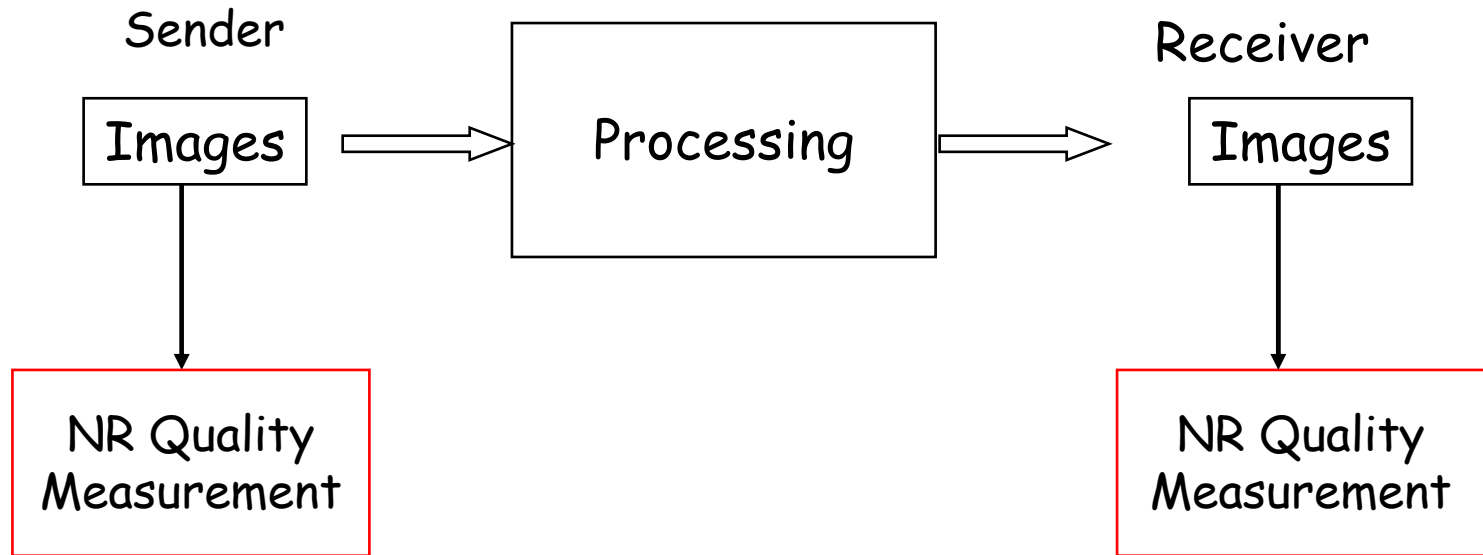 Sender
Receiver
Images
Processing
Images
NR Quality
Measurement
NR Quality
Measurement